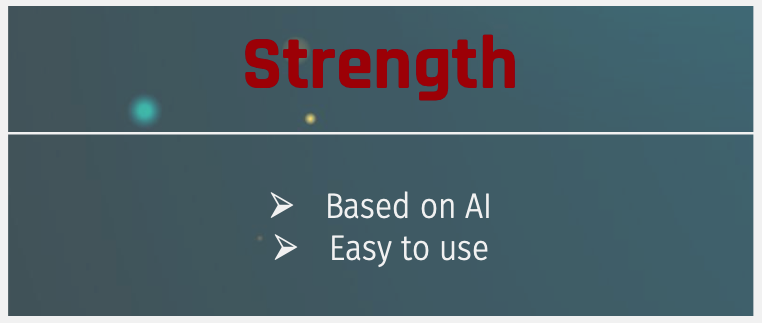 Strength
➢ Based on AI
➢ Easy to use